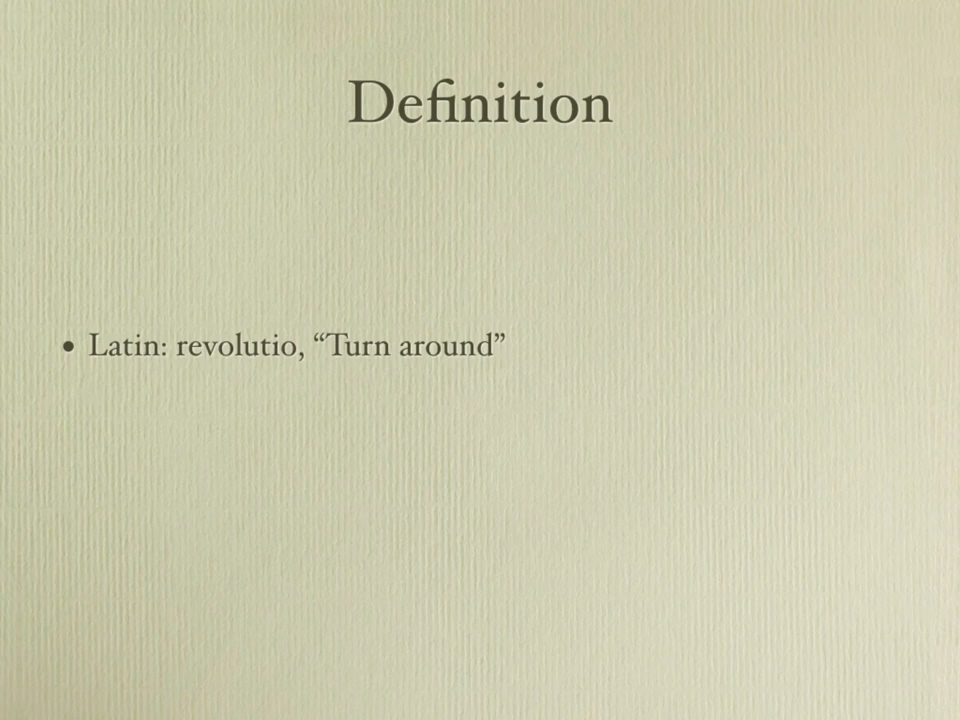 Definition
• Latin: revolutio, “Turn around”